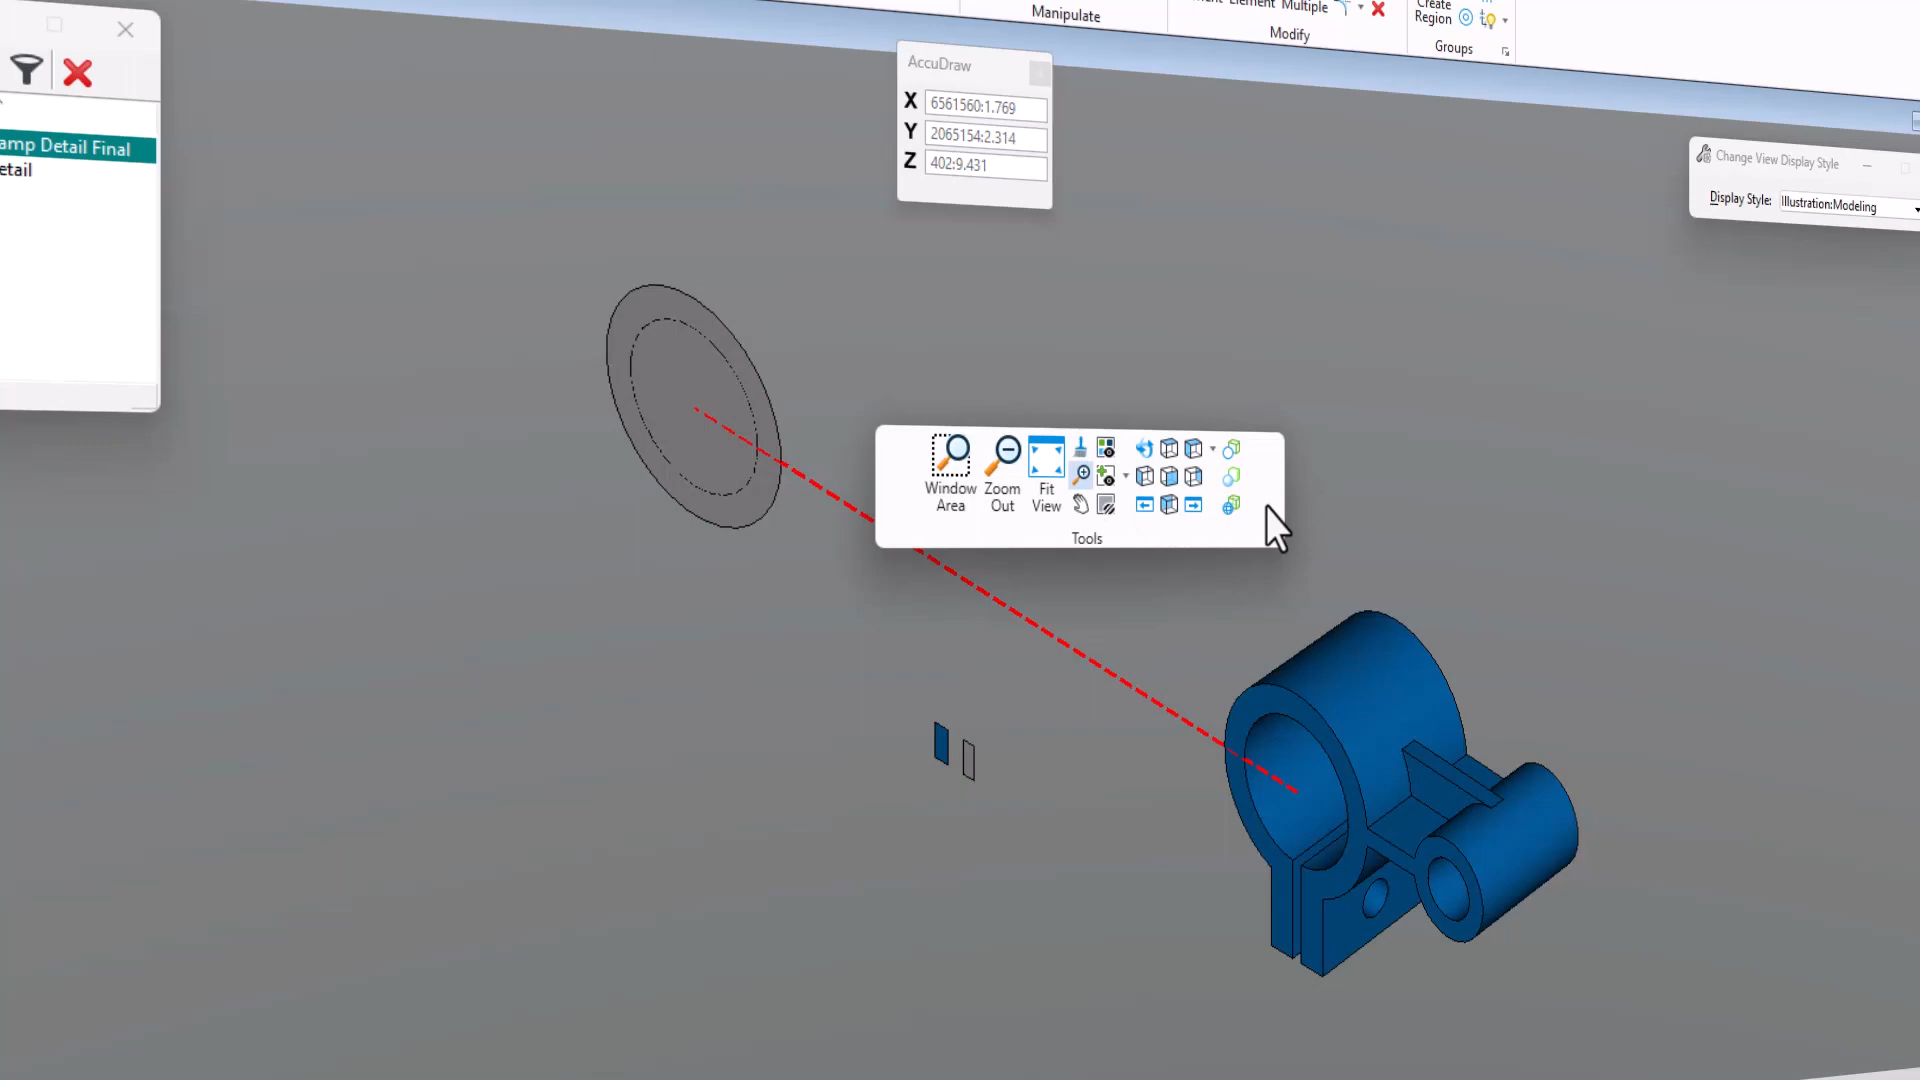 Element Multiple
Manipulate
Modify
Create
Region
Groups
AccuDraw
X 6561560:1.769
Y 2065154:2.314
Z 402:9.431
amp Detail Final
etail
Change View Display Style
Display Style: Illustration:Modeling
Window
Area
Zoom
Out
Fit
View
Tools